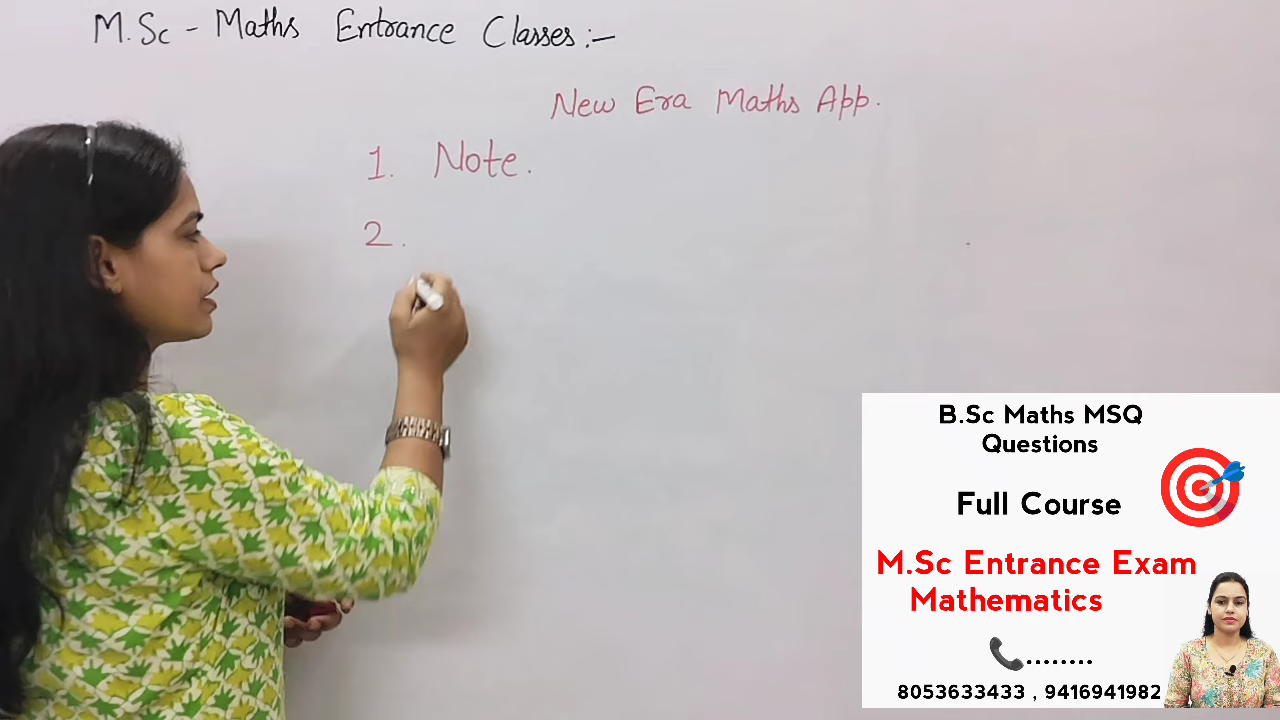 M.Sc - Maths Entrance Classes :-
New Era Maths App.
1. Note.
2.
B.Sc Maths MSQ
Questions
Full Course
M.Sc Entrance Exam
Mathematics
........
8053633433 , 9416941982